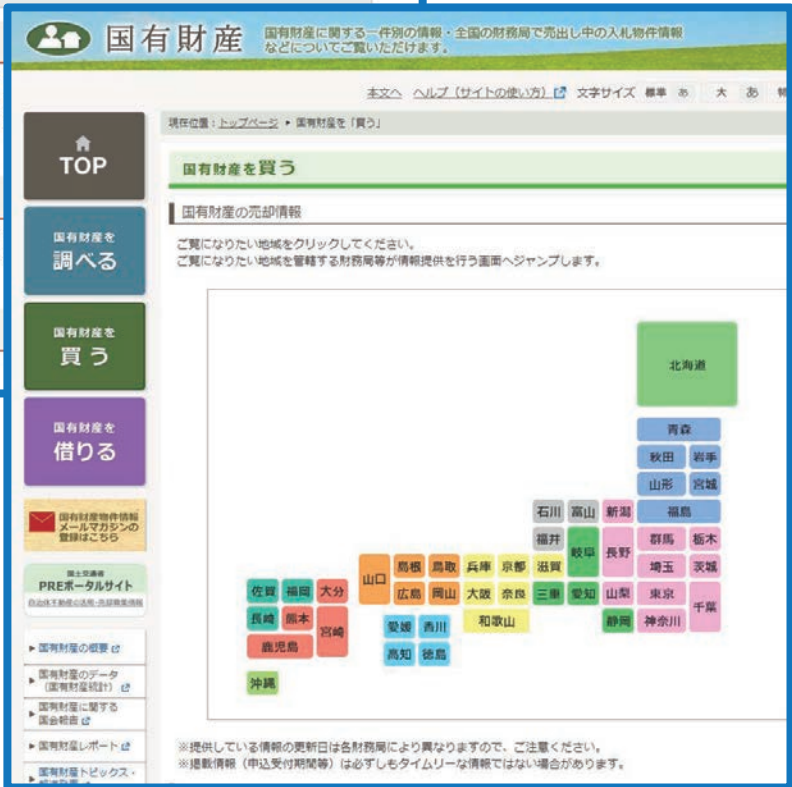 国有財産
国有財産に関する一件別の情報・全国の財務局で売出し中の入札物件情報
などについてご覧いただけます。
本文へ ヘルプ（サイトの使い方） 文字サイズ 標準 あ 大 あ 特
現在位置：トップページ ▸ 国有財産を「買う」
TOP
国有財産を
調べる
国有財産を
買う
国有財産を
借りる
国有財産物件情報
メールマガジンの
登録はこちら
国土交通省
PREポータルサイト
▸ 国有財産の概要
▸ 国有財産のデータ
（国有財産統計）
▸ 国有財産に関する
国会報告
▸ 国有財産レポート
▸ 国有財産トピックス・
国有財産を買う
国有財産の売却情報
ご覧になりたい地域をクリックしてください。
ご覧になりたい地域を管轄する財務局等が情報提供を行う画面へジャンプします。
北海道
青森
秋田 岩手
山形 宮城
石川 富山 新潟 福島
福井 岐阜 長野 群馬 栃木
山口 島根 鳥取 兵庫 京都 滋賀 埼玉 茨城
佐賀 福岡 大分 広島 岡山 大阪 奈良 三重 愛知 山梨 東京 千葉
長崎 熊本 宮崎 愛媛 香川 和歌山 静岡 神奈川
鹿児島 高知 徳島
沖縄
※提供している情報の更新日は各財務局により異なりますので、ご注意ください。
※掲載情報（申込受付期間等）は必ずしもタイムリーな情報ではない場合があります。